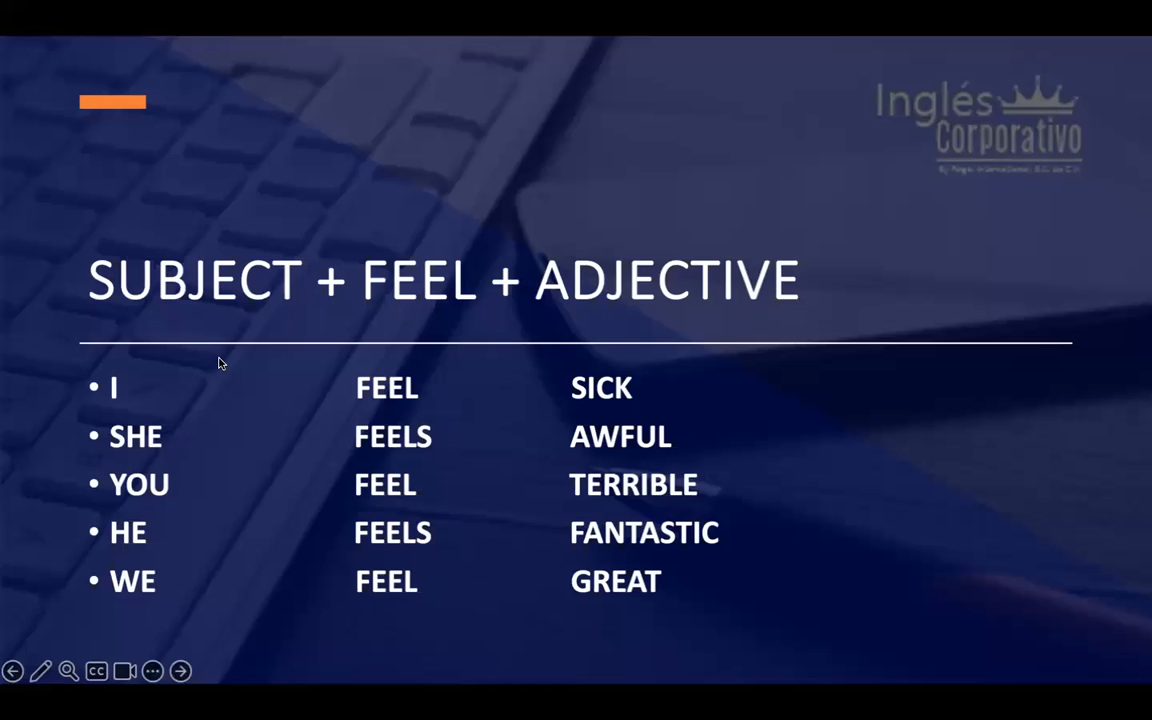 Inglés
Corporativo
SUBJECT + FEEL + ADJECTIVE
• I FEEL SICK
• SHE FEELS AWFUL
• YOU FEEL TERRIBLE
• HE FEELS FANTASTIC
• WE FEEL GREAT
CC